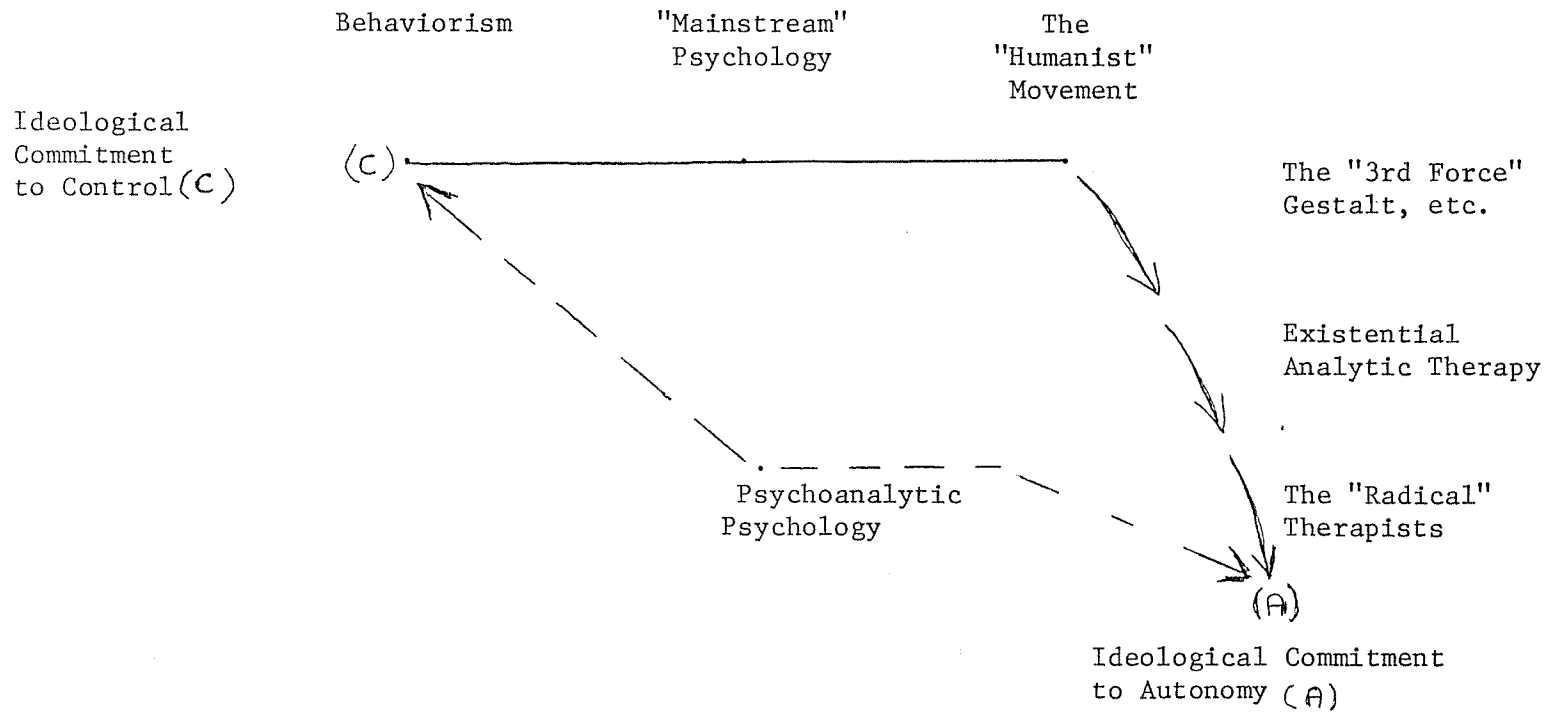 Behaviorism
"Mainstream"
Psychology
The
"Humanist"
Movement
Ideological
Commitment
to Control (C)
(C)
The "3rd Force"
Gestalt, etc.
Existential
Analytic Therapy
Psychoanalytic
Psychology
The "Radical"
Therapists
(A)
Ideological Commitment
to Autonomy (A)